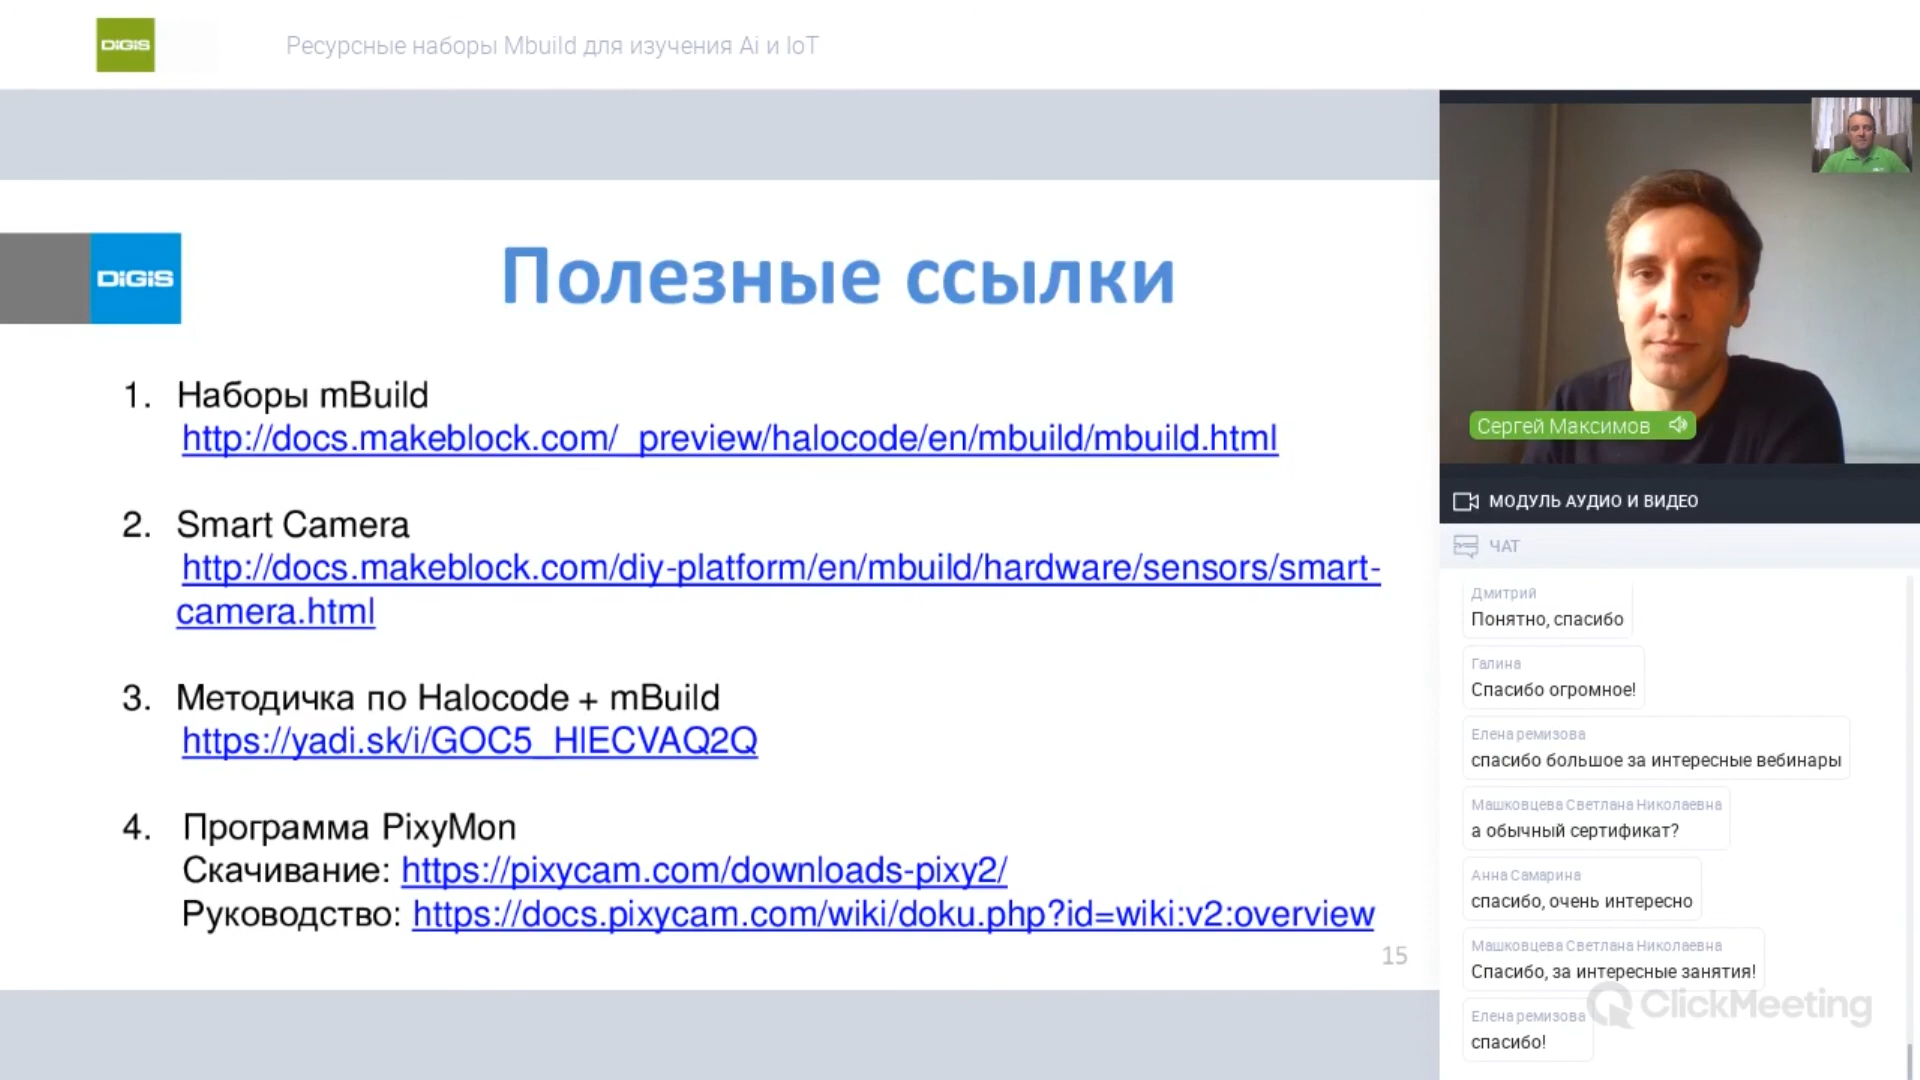 DiGiS
Ресурсные наборы Mbuild для изучения Ai и IoT
DiGiS
Полезные ссылки
1. Наборы mBuild
http://docs.makeblock.com/_preview/halocode/en/mbuild/mbuild.html
2. Smart Camera
http://docs.makeblock.com/diy-platform/en/mbuild/hardware/sensors/smart-
camera.html
3. Методичка по Halocode + mBuild
https://yadi.sk/i/GOC5_HlECVAQ2Q
4. Программа PixyMon
Скачивание: https://pixycam.com/downloads-pixy2/
Руководство: https://docs.pixycam.com/wiki/doku.php?id=wiki:v2:overview
15
Сергей Максимов
МОДУЛЬ АУДИО И ВИДЕО
ЧАТ
Дмитрий
Понятно, спасибо
Галина
Спасибо огромное!
Елена ремизова
спасибо большое за интересные вебинары
Машковцева Светлана Николаевна
а обычный сертификат?
Анна Самарина
спасибо, очень интересно
Машковцева Светлана Николаевна
Спасибо, за интересные занятия!
Елена ремизова
спасибо!
ClickMeeting